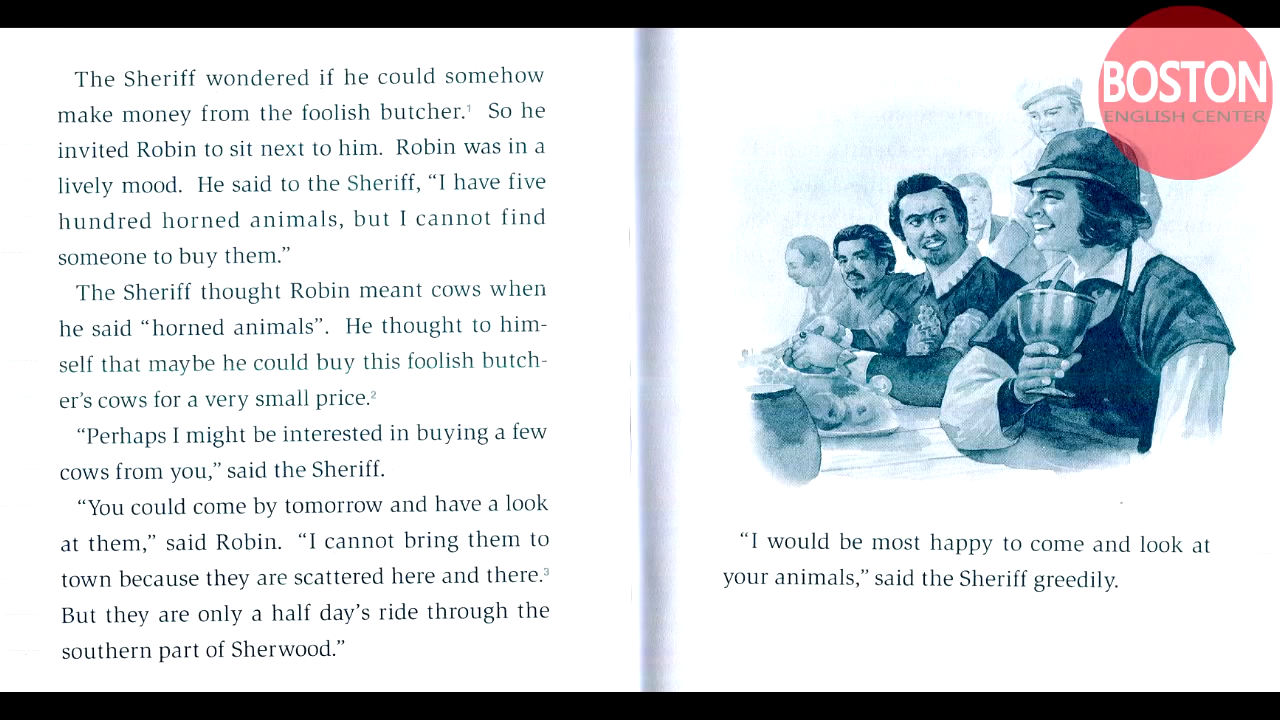 The Sheriff wondered if he could somehow
make money from the foolish butcher.¹ So he
invited Robin to sit next to him. Robin was in a
lively mood. He said to the Sheriff, “I have five
hundred horned animals, but I cannot find
someone to buy them.”
The Sheriff thought Robin meant cows when
he said “horned animals”. He thought to him-
self that maybe he could buy this foolish butch-
er’s cows for a very small price.²
“Perhaps I might be interested in buying a few
cows from you,” said the Sheriff.
“You could come by tomorrow and have a look
at them,” said Robin. “I cannot bring them to
town because they are scattered here and there.³
But they are only a half day’s ride through the
southern part of Sherwood.”
BOSTON
ENGLISH CENTER
“I would be most happy to come and look at
your animals,” said the Sheriff greedily.